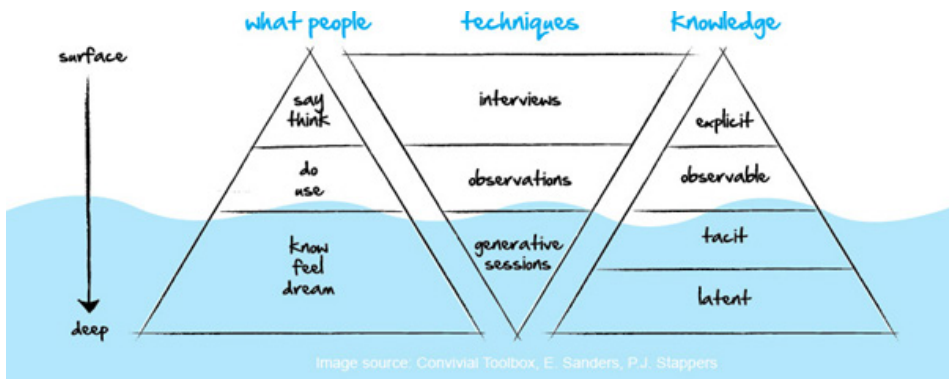 what people
techniques
knowledge
surface
say
think
interviews
explicit
do
use
observations
observable
know
feel
dream
generative
sessions
tacit
latent
deep
Image source: Convivial Toolbox, E. Sanders, P.J. Stappers